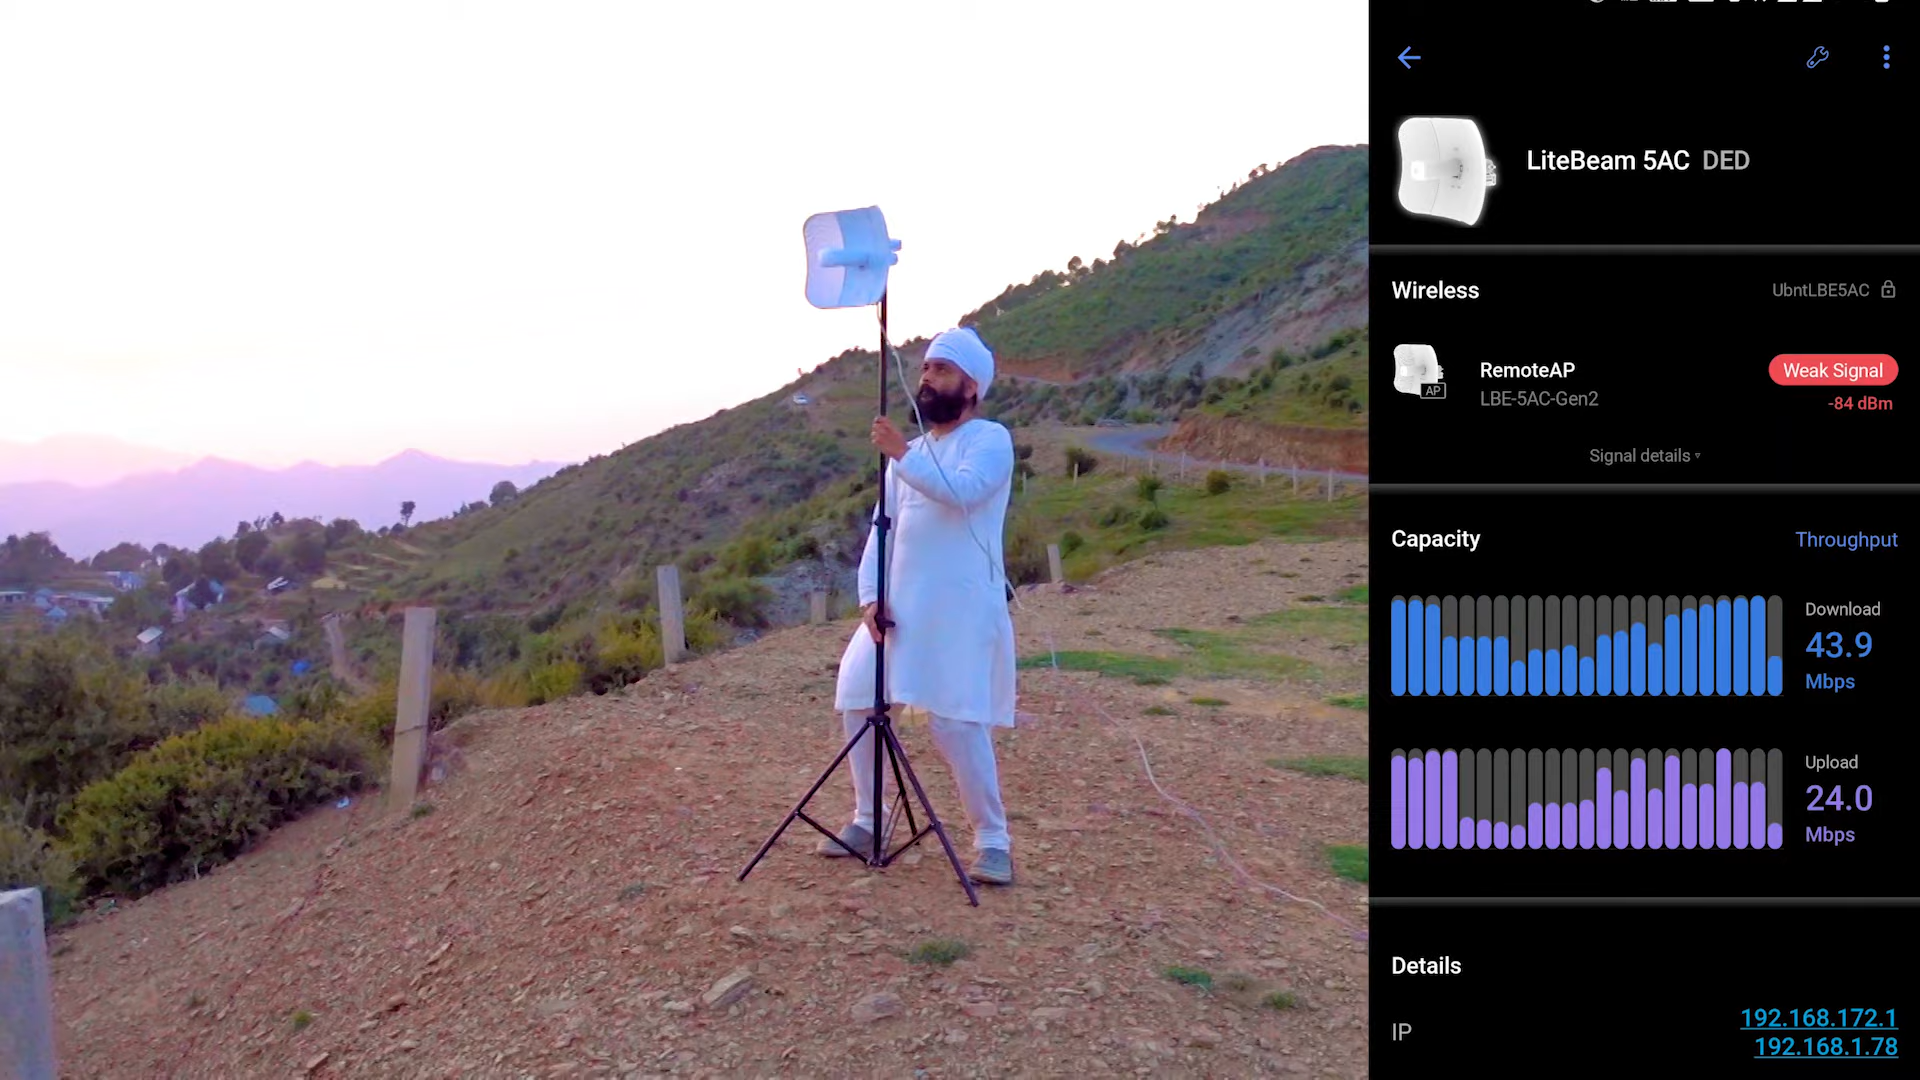 LiteBeam 5AC DED
Wireless
UbntLBE5AC
RemoteAP
Weak Signal
AP
LBE-5AC-Gen2
-84 dBm
Signal details
Capacity
Throughput
Download
43.9
Mbps
Upload
24.0
Mbps
Details
IP
192.168.172.1
192.168.1.78